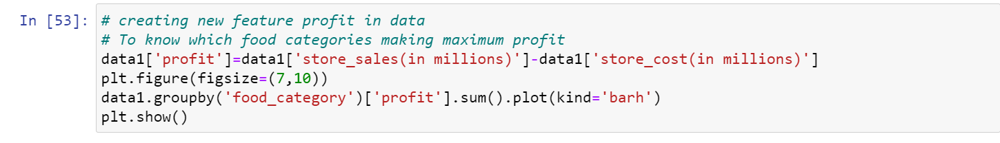 In [53]: # creating new feature profit in data
# To know which food categories making maximum profit
data1['profit']=data1['store_sales(in millions)']-data1['store_cost(in millions)']
plt.figure(figsize=(7,10))
data1.groupby('food_category')['profit'].sum().plot(kind='barh')
plt.show()